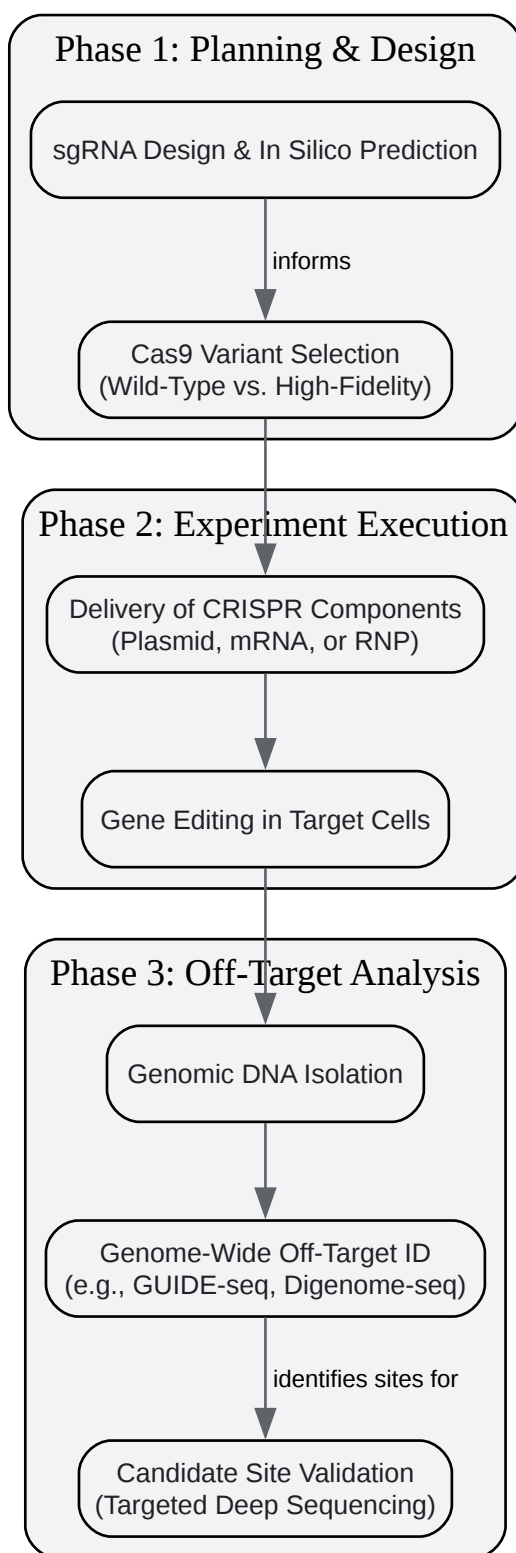 Phase 1: Planning & Design
sgRNA Design & In Silico Prediction
informs
Cas9 Variant Selection
(Wild-Type vs. High-Fidelity)
Phase 2: Experiment Execution
Delivery of CRISPR Components
(Plasmid, mRNA, or RNP)
Gene Editing in Target Cells
Phase 3: Off-Target Analysis
Genomic DNA Isolation
Genome-Wide Off-Target ID
(e.g., GUIDE-seq, Digenome-seq)
identifies sites for
Candidate Site Validation
(Targeted Deep Sequencing)